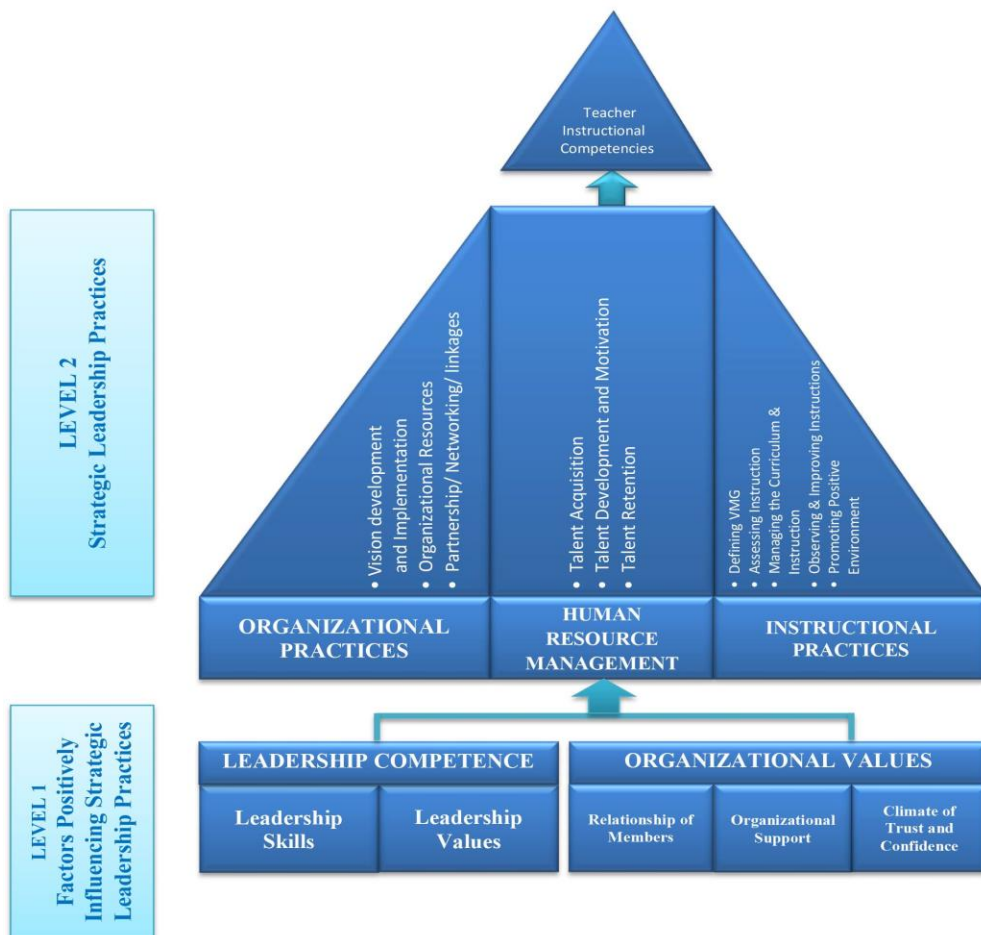 Teacher
Instructional
Competencies
LEVEL 2
Strategic Leadership Practices
• Vision development
and Implementation
• Organizational Resources
• Partnership/ Networking/ linkages
• Talent Acquisition
• Talent Development and Motivation
• Talent Retention
• Defining VMG
• Assessing Instruction
• Managing the Curriculum &
Instruction
• Observing & Improving Instructions
• Promoting Positive
Environment
ORGANIZATIONAL
PRACTICES
HUMAN
RESOURCE
MANAGEMENT
INSTRUCTIONAL
PRACTICES
LEVEL 1
Factors Positively
Influencing Strategic
Leadership Practices
LEADERSHIP COMPETENCE
Leadership
Skills
Leadership
Values
ORGANIZATIONAL VALUES
Relationship of
Members
Organizational
Support
Climate of
Trust and
Confidence